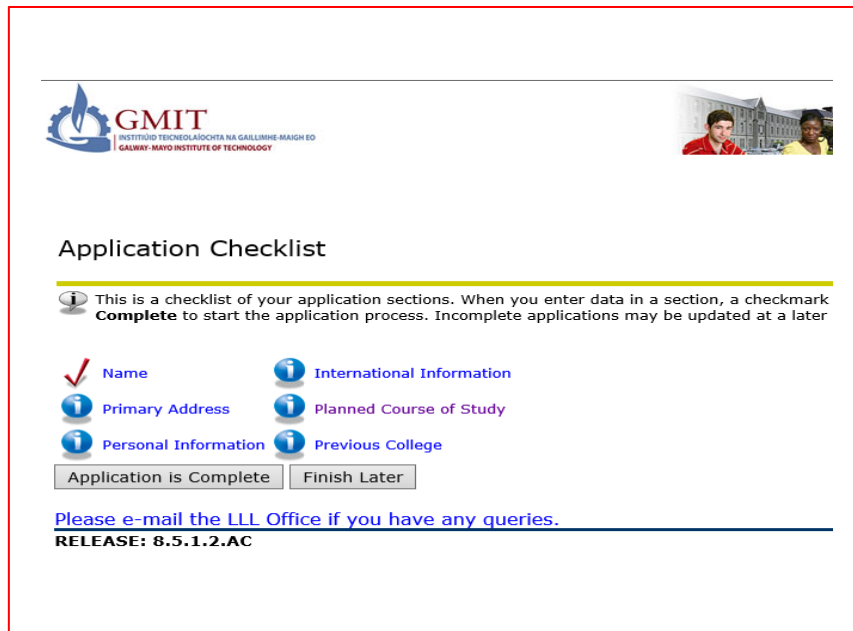 GMIT
INSTITIÚID TEICNEOLAÍOCHTA NA GAILLIMHE-MAIGH EO
GALWAY-MAYO INSTITUTE OF TECHNOLOGY
Application Checklist
This is a checklist of your application sections. When you enter data in a section, a checkmark
Complete to start the application process. Incomplete applications may be updated at a later
Name International Information
Primary Address Planned Course of Study
Personal Information Previous College
Application is Complete Finish Later
Please e-mail the LLL Office if you have any queries.
RELEASE: 8.5.1.2.AC